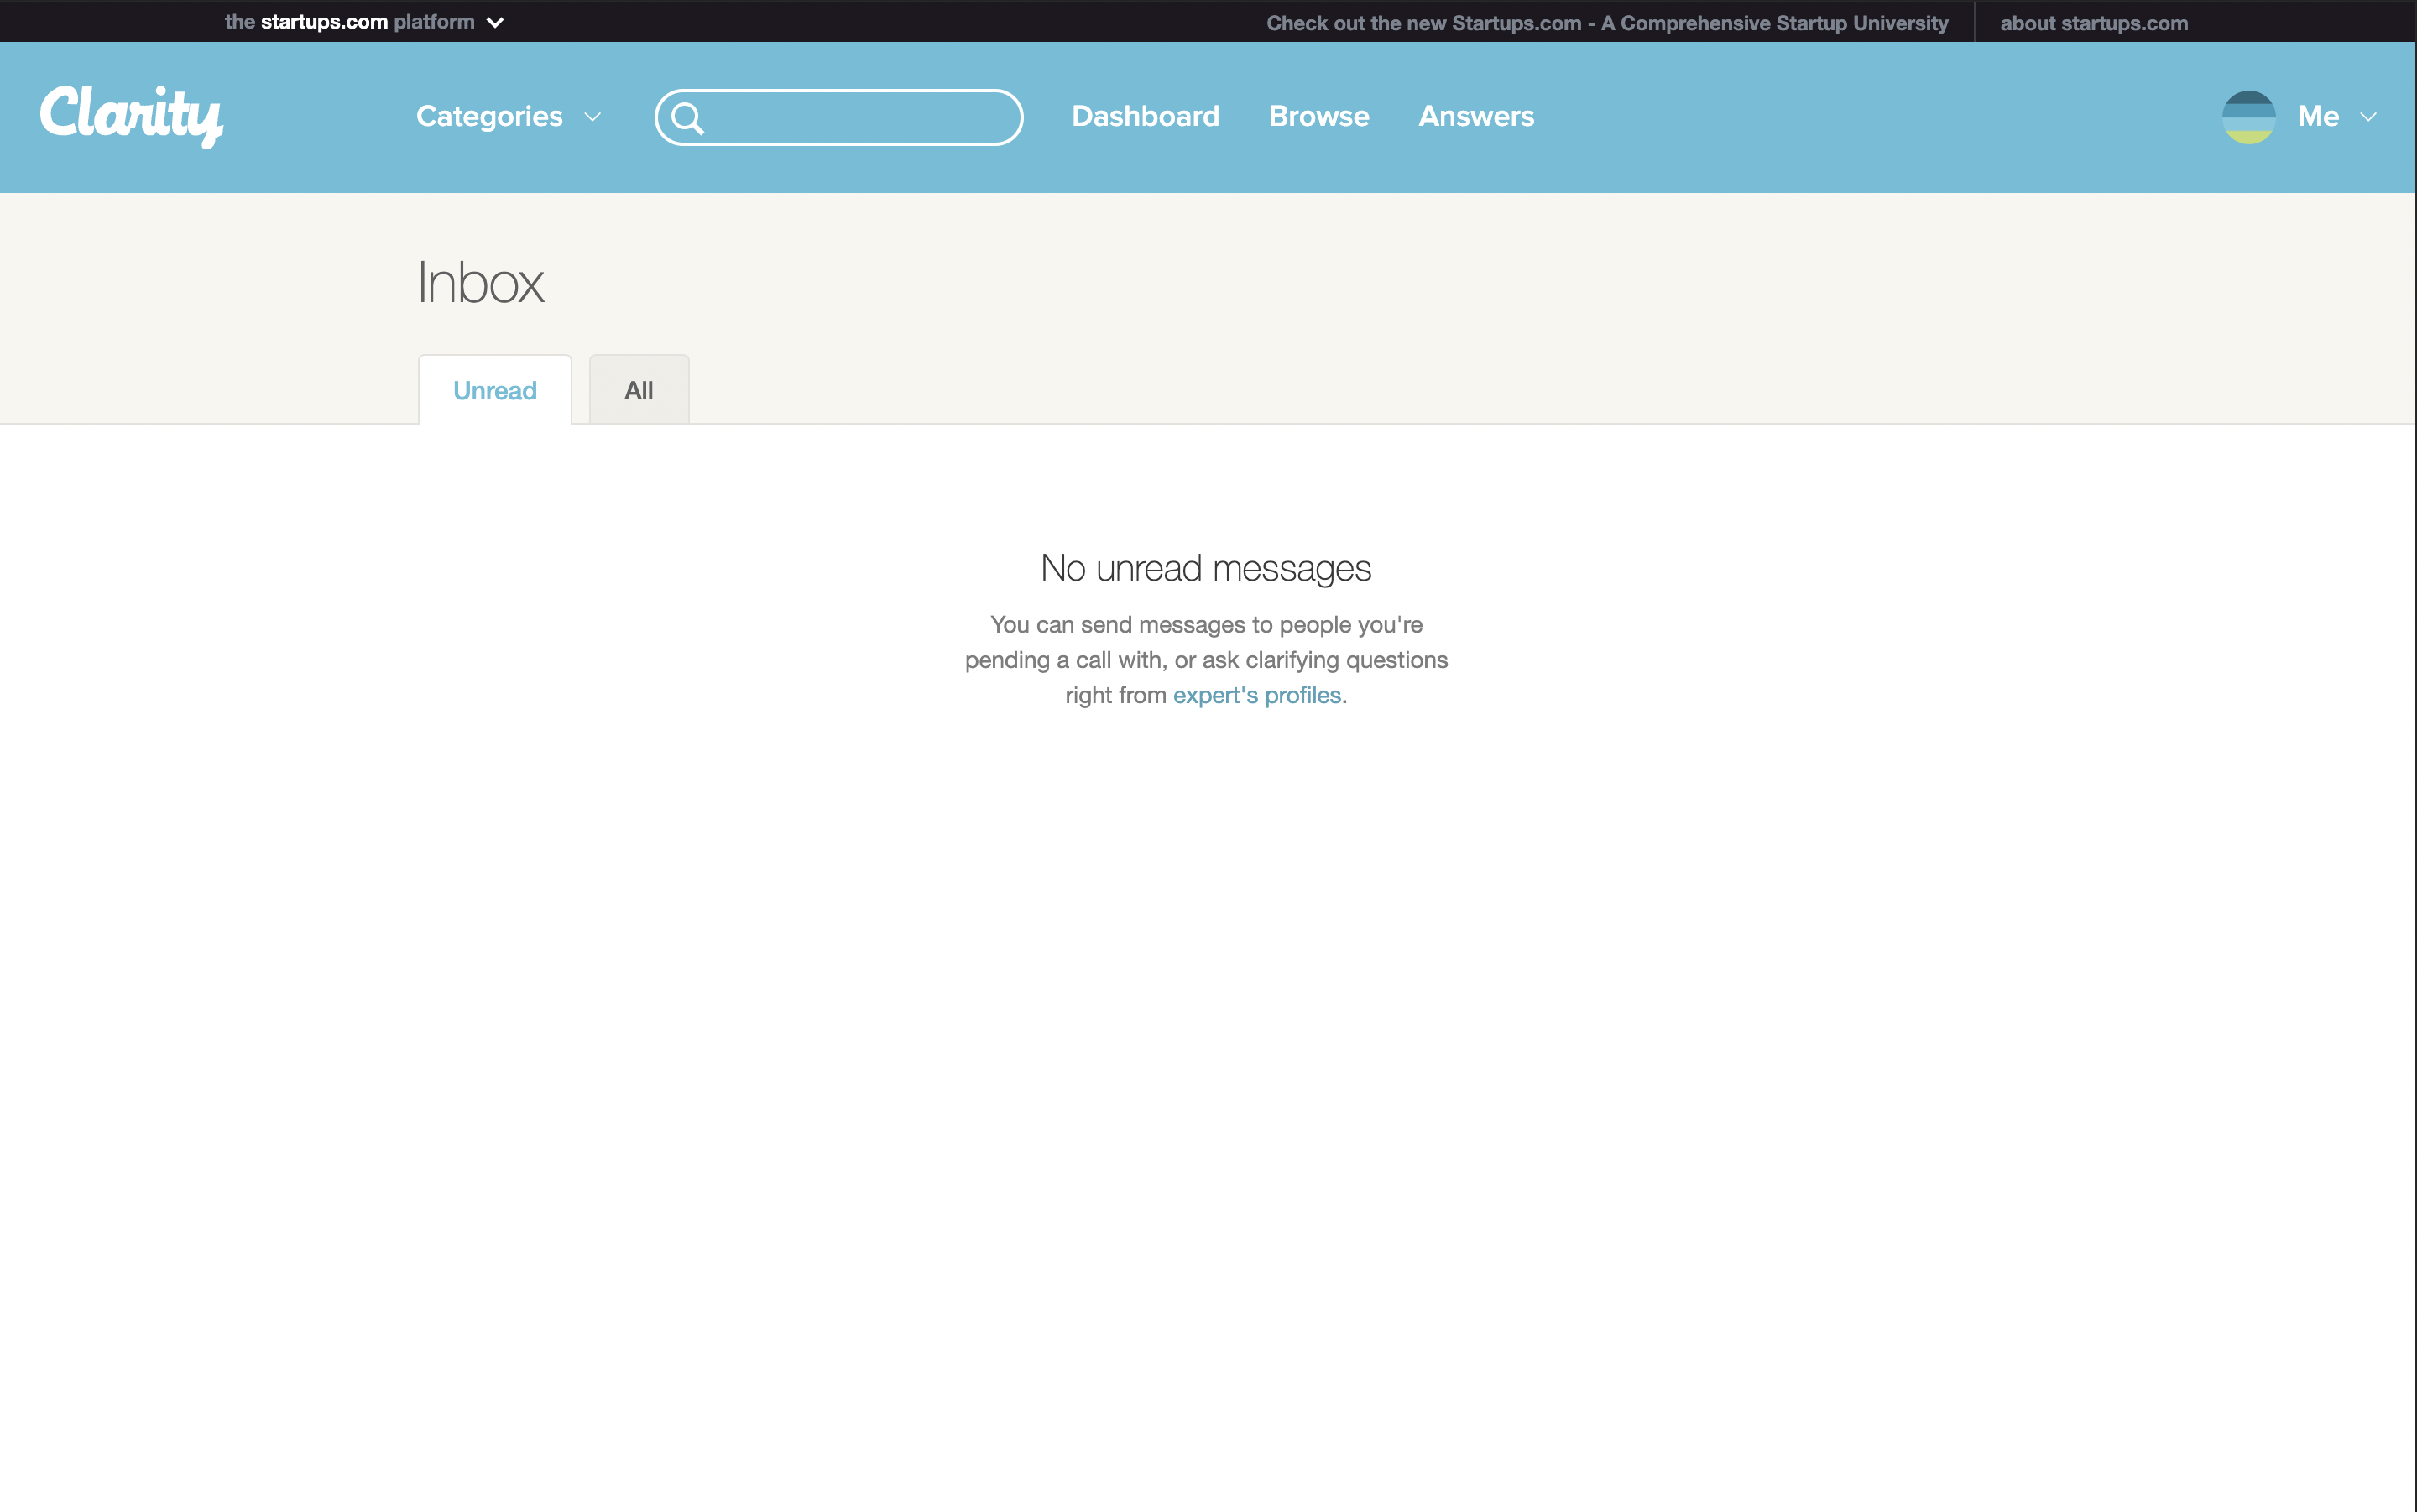 the startups.com platform
Check out the new Startups.com - A Comprehensive Startup University
about startups.com
Clarity
Categories
Dashboard
Browse
Answers
Me
Inbox
Unread
All
No unread messages
You can send messages to people you're
pending a call with, or ask clarifying questions
right from expert's profiles.